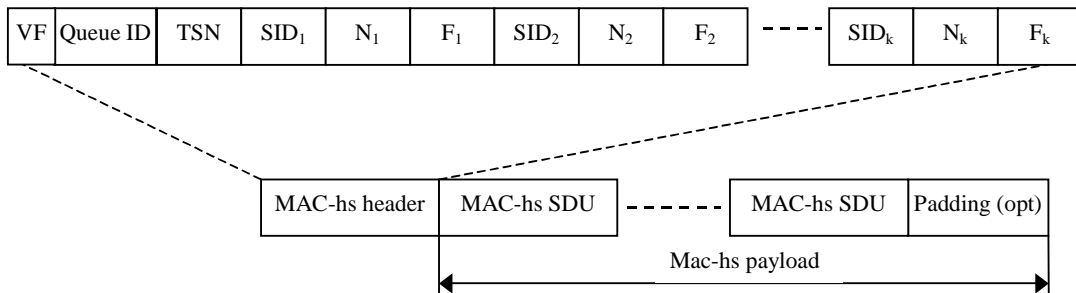 VF Queue ID TSN SID₁ N₁ F₁ SID₂ N₂ F₂ SIDₖ Nₖ Fₖ
MAC-hs header MAC-hs SDU MAC-hs SDU Padding (opt)
Mac-hs payload